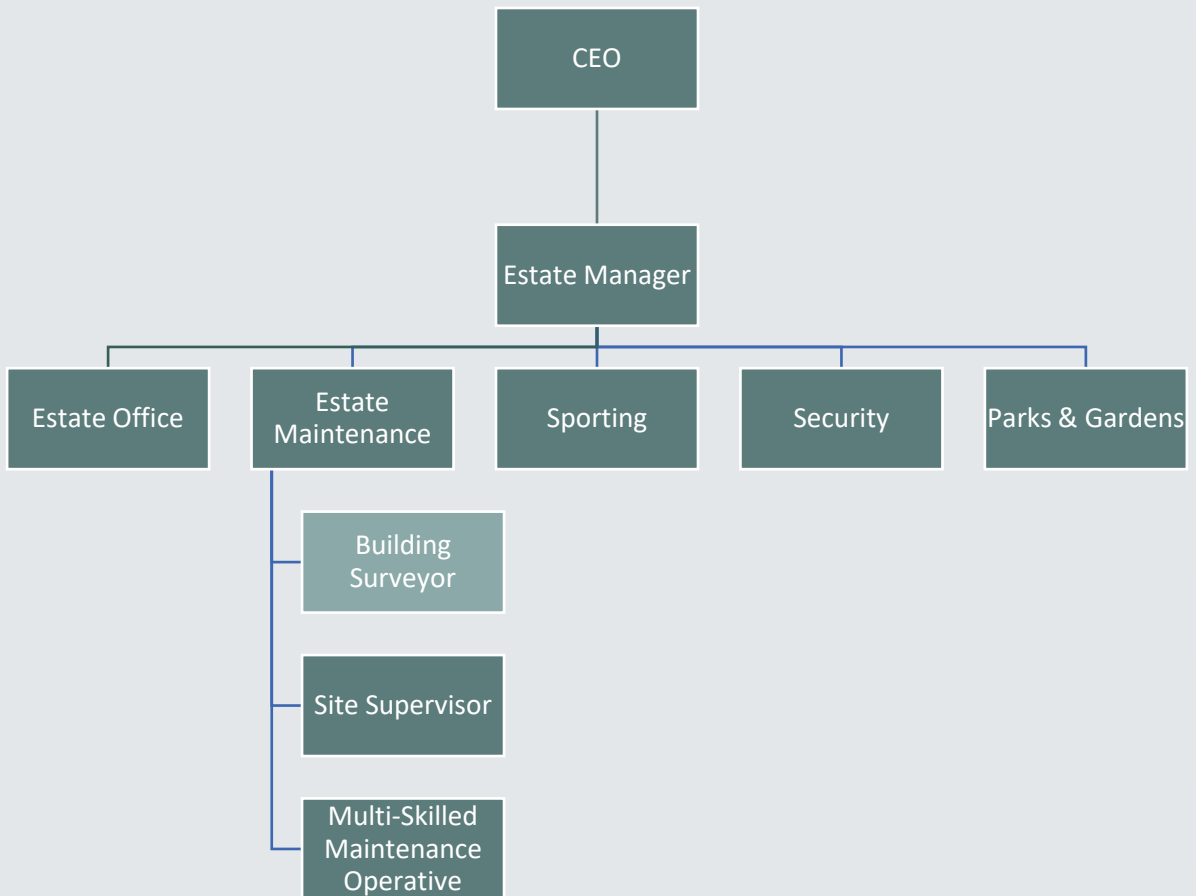 CEO
Estate Manager
Estate Office
Estate
Maintenance
Sporting
Security
Parks & Gardens
Building
Surveyor
Site Supervisor
Multi-Skilled
Maintenance
Operative